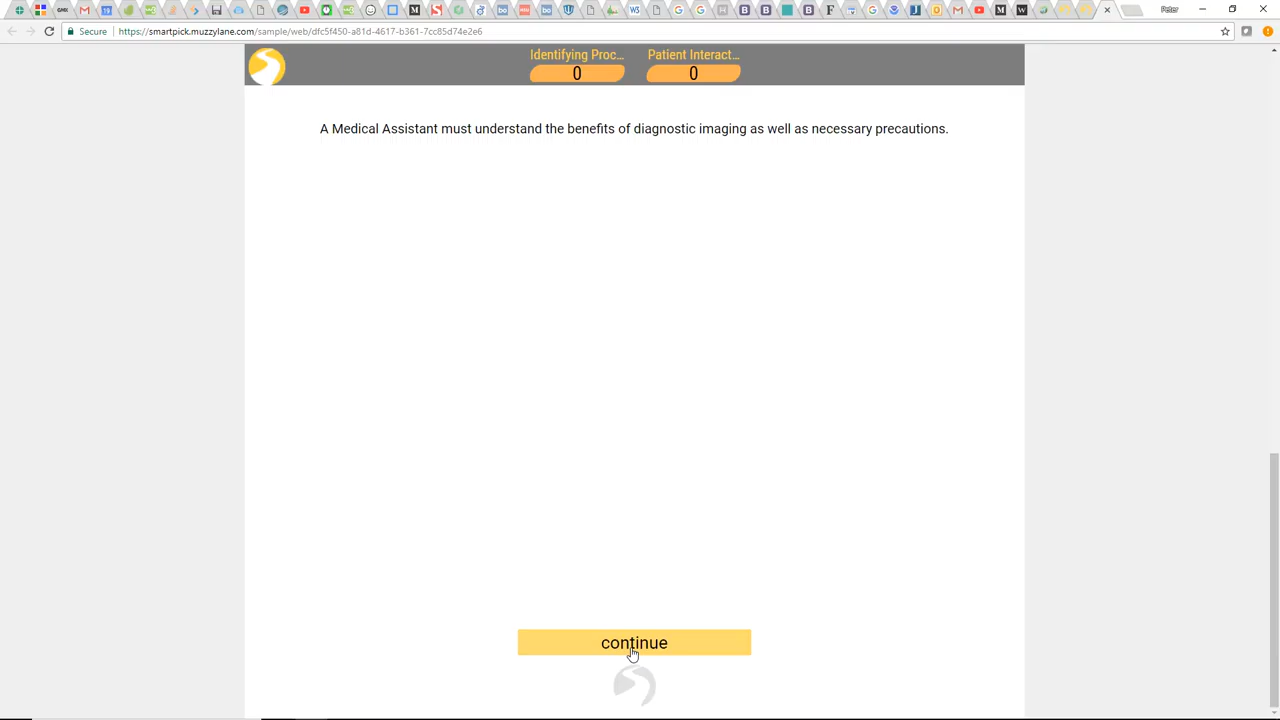 Peter
Secure
https://smartpick.muzzylane.com/sample/web/dfc5f450-a81d-4617-b361-7cc85d74e2e6
Identifying Proc... Patient Interact...
0 0
A Medical Assistant must understand the benefits of diagnostic imaging as well as necessary precautions.
continue